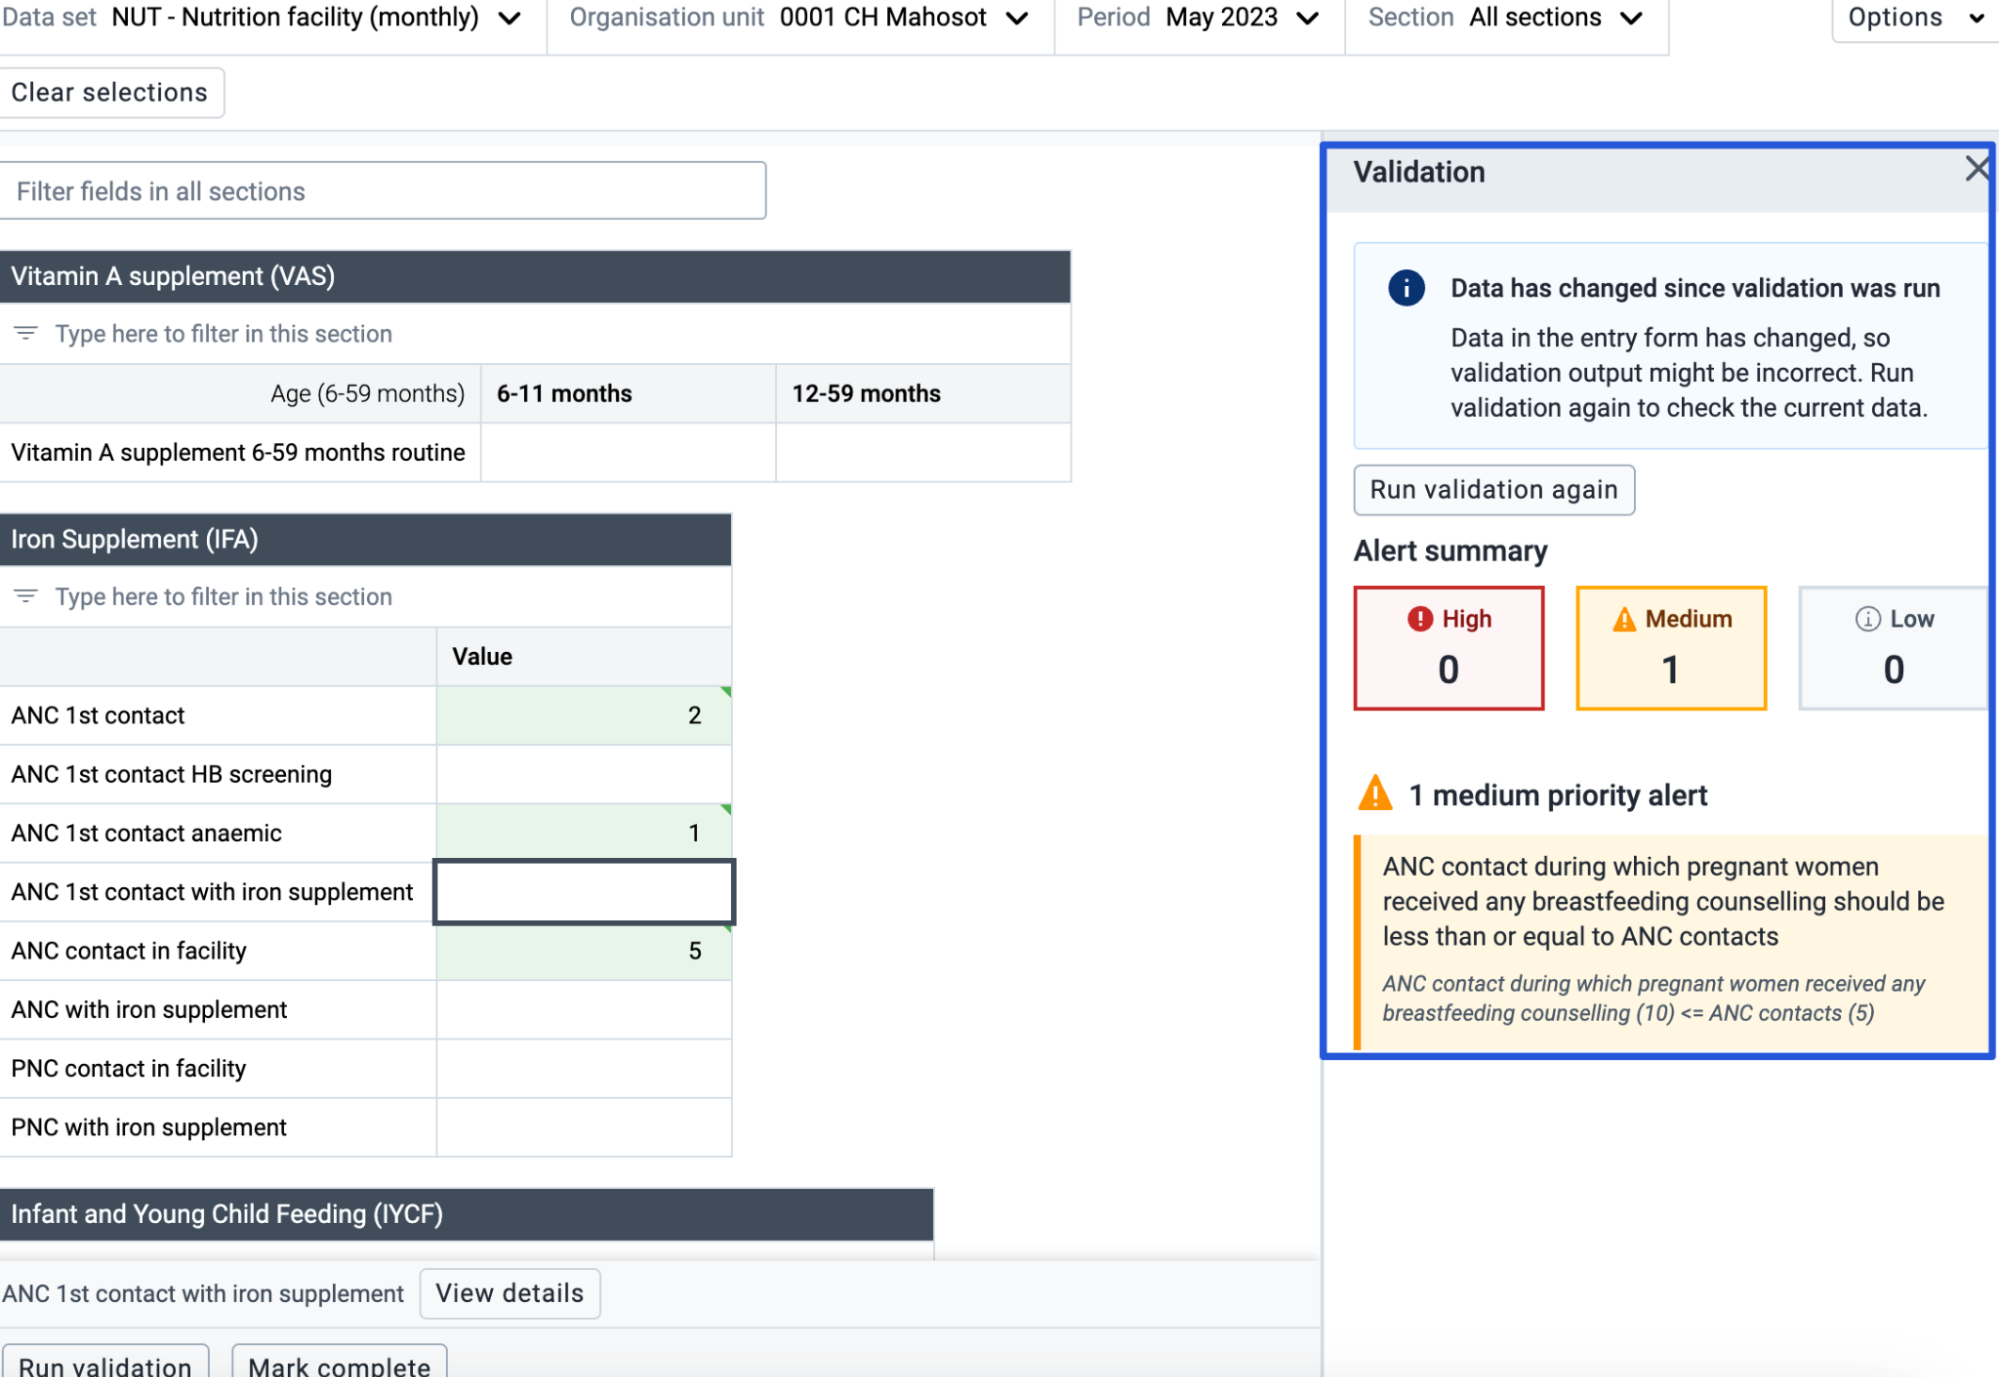 Data set NUT - Nutrition facility (monthly) Organisation unit 0001 CH Mahosot Period May 2023 Section All sections Options
Clear selections
Filter fields in all sections
Vitamin A supplement (VAS)
Type here to filter in this section
Age (6-59 months) 6-11 months 12-59 months
Vitamin A supplement 6-59 months routine
Iron Supplement (IFA)
Type here to filter in this section
Value
ANC 1st contact 2
ANC 1st contact HB screening
ANC 1st contact anaemic 1
ANC 1st contact with iron supplement
ANC contact in facility 5
ANC with iron supplement
PNC contact in facility
PNC with iron supplement
Infant and Young Child Feeding (IYCF)
ANC 1st contact with iron supplement View details
Run validation Mark complete
Validation
Data has changed since validation was run
Data in the entry form has changed, so
validation output might be incorrect. Run
validation again to check the current data.
Run validation again
Alert summary
High Medium Low
0 1 0
1 medium priority alert
ANC contact during which pregnant women
received any breastfeeding counselling should be
less than or equal to ANC contacts
ANC contact during which pregnant women received any
breastfeeding counselling (10) <= ANC contacts (5)